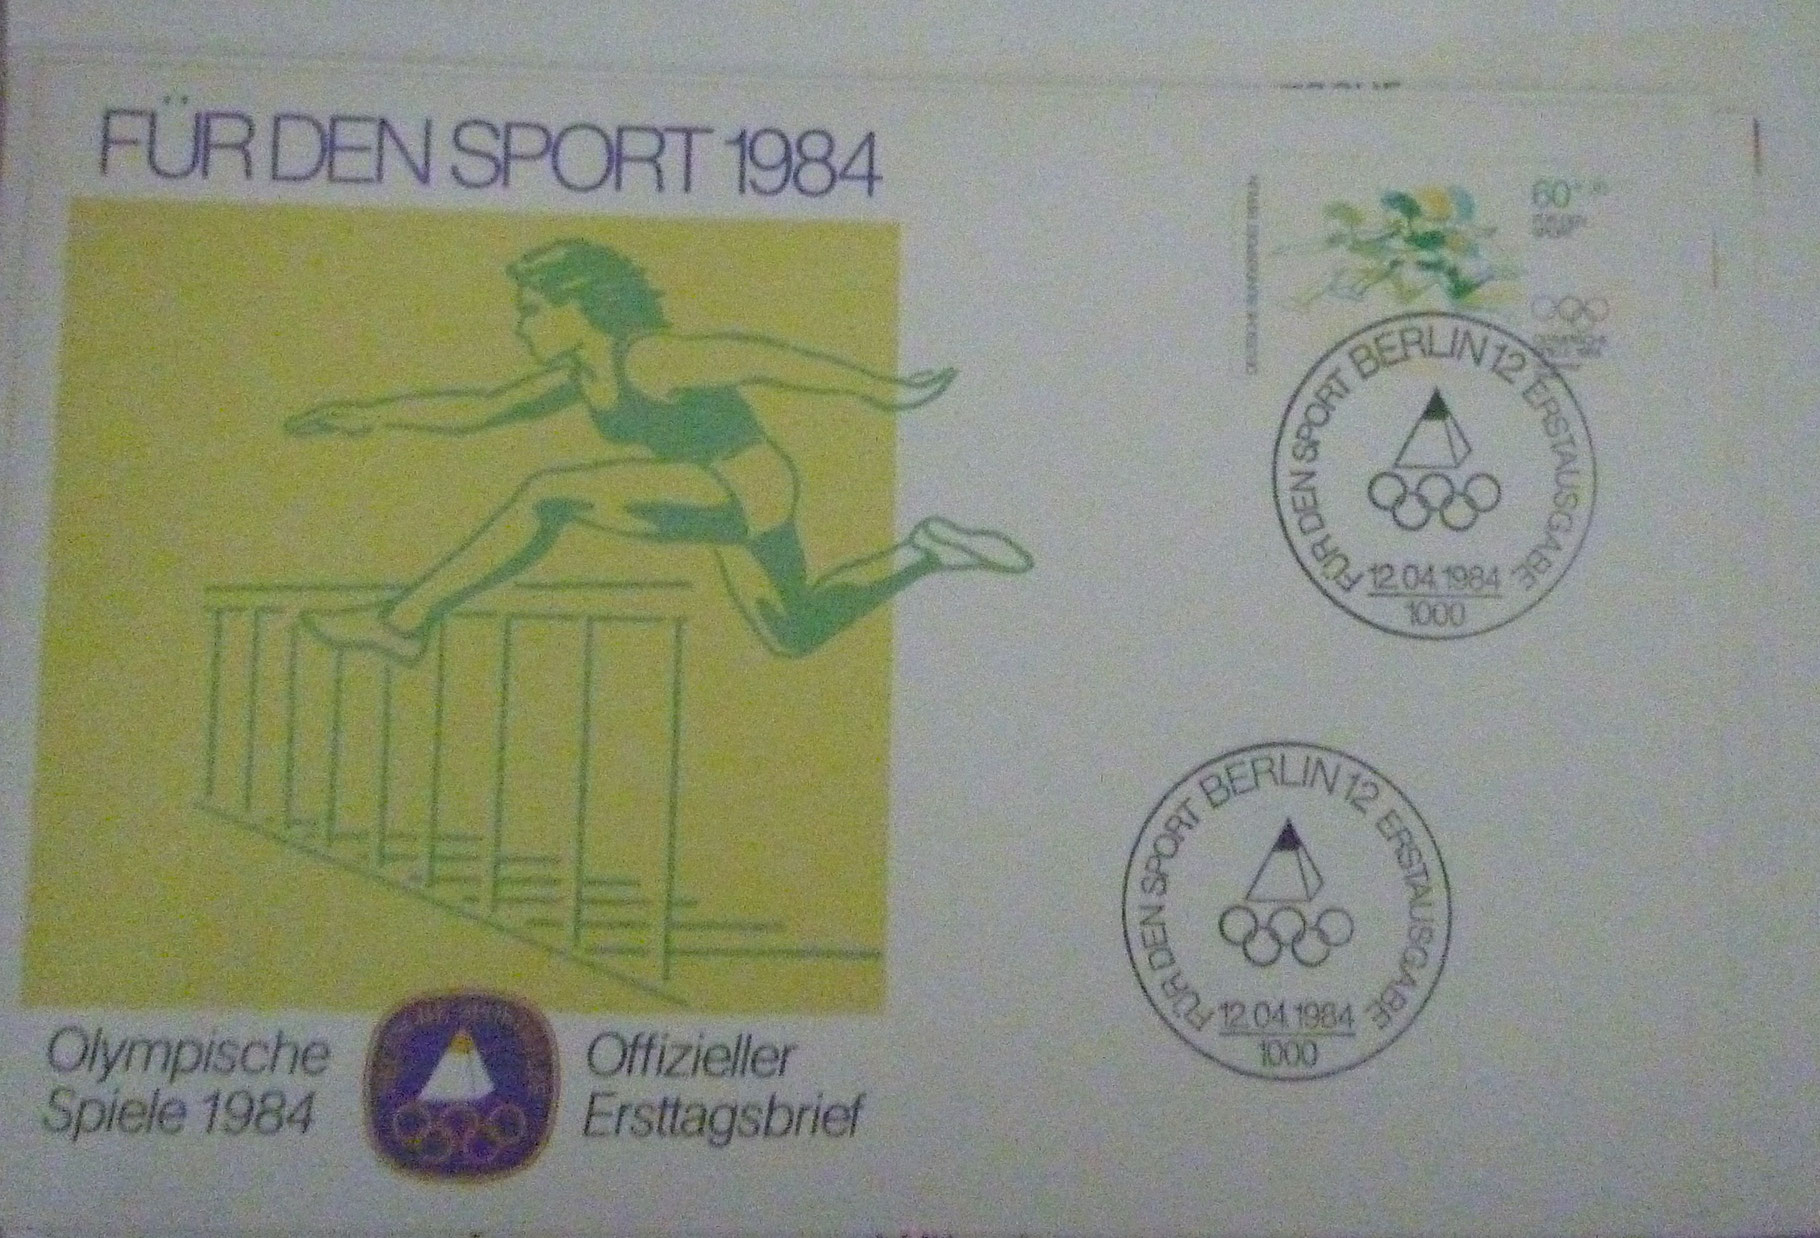 FÜR DEN SPORT 1984
60
FÜR DEN SPORT BERLIN 12 ERSTAUSGABE
12.04.1984
1000
FÜR DEN SPORT BERLIN 12 ERSTAUSGABE
12.04.1984
1000
Olympische
Spiele 1984
Offizieller
Ersttagsbrief